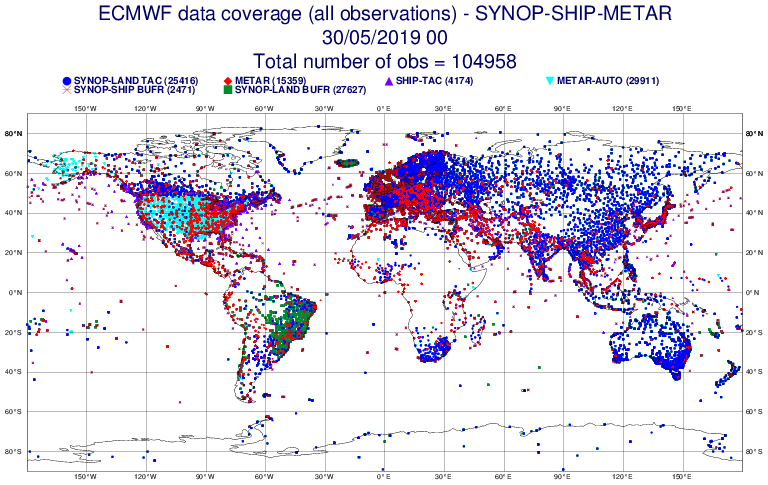 ECMWF data coverage (all observations) - SYNOP-SHIP-METAR
30/05/2019 00
Total number of obs = 104958
SYNOP-LAND TAC (25416) METAR (15359) SHIP-TAC (4174) METAR-AUTO (29911)
SYNOP-SHIP BUFR (2471) SYNOP-LAND BUFR (27627)
150°W 120°W 90°W 60°W 30°W 0°E 30°E 60°E 90°E 120°E 150°E
80°N 80°N
60°N 60°N
40°N 40°N
20°N 20°N
0°N 0°N
20°S 20°S
40°S 40°S
60°S 60°S
80°S 80°S
150°W 120°W 90°W 60°W 30°W 0°E 30°E 60°E 90°E 120°E 150°E